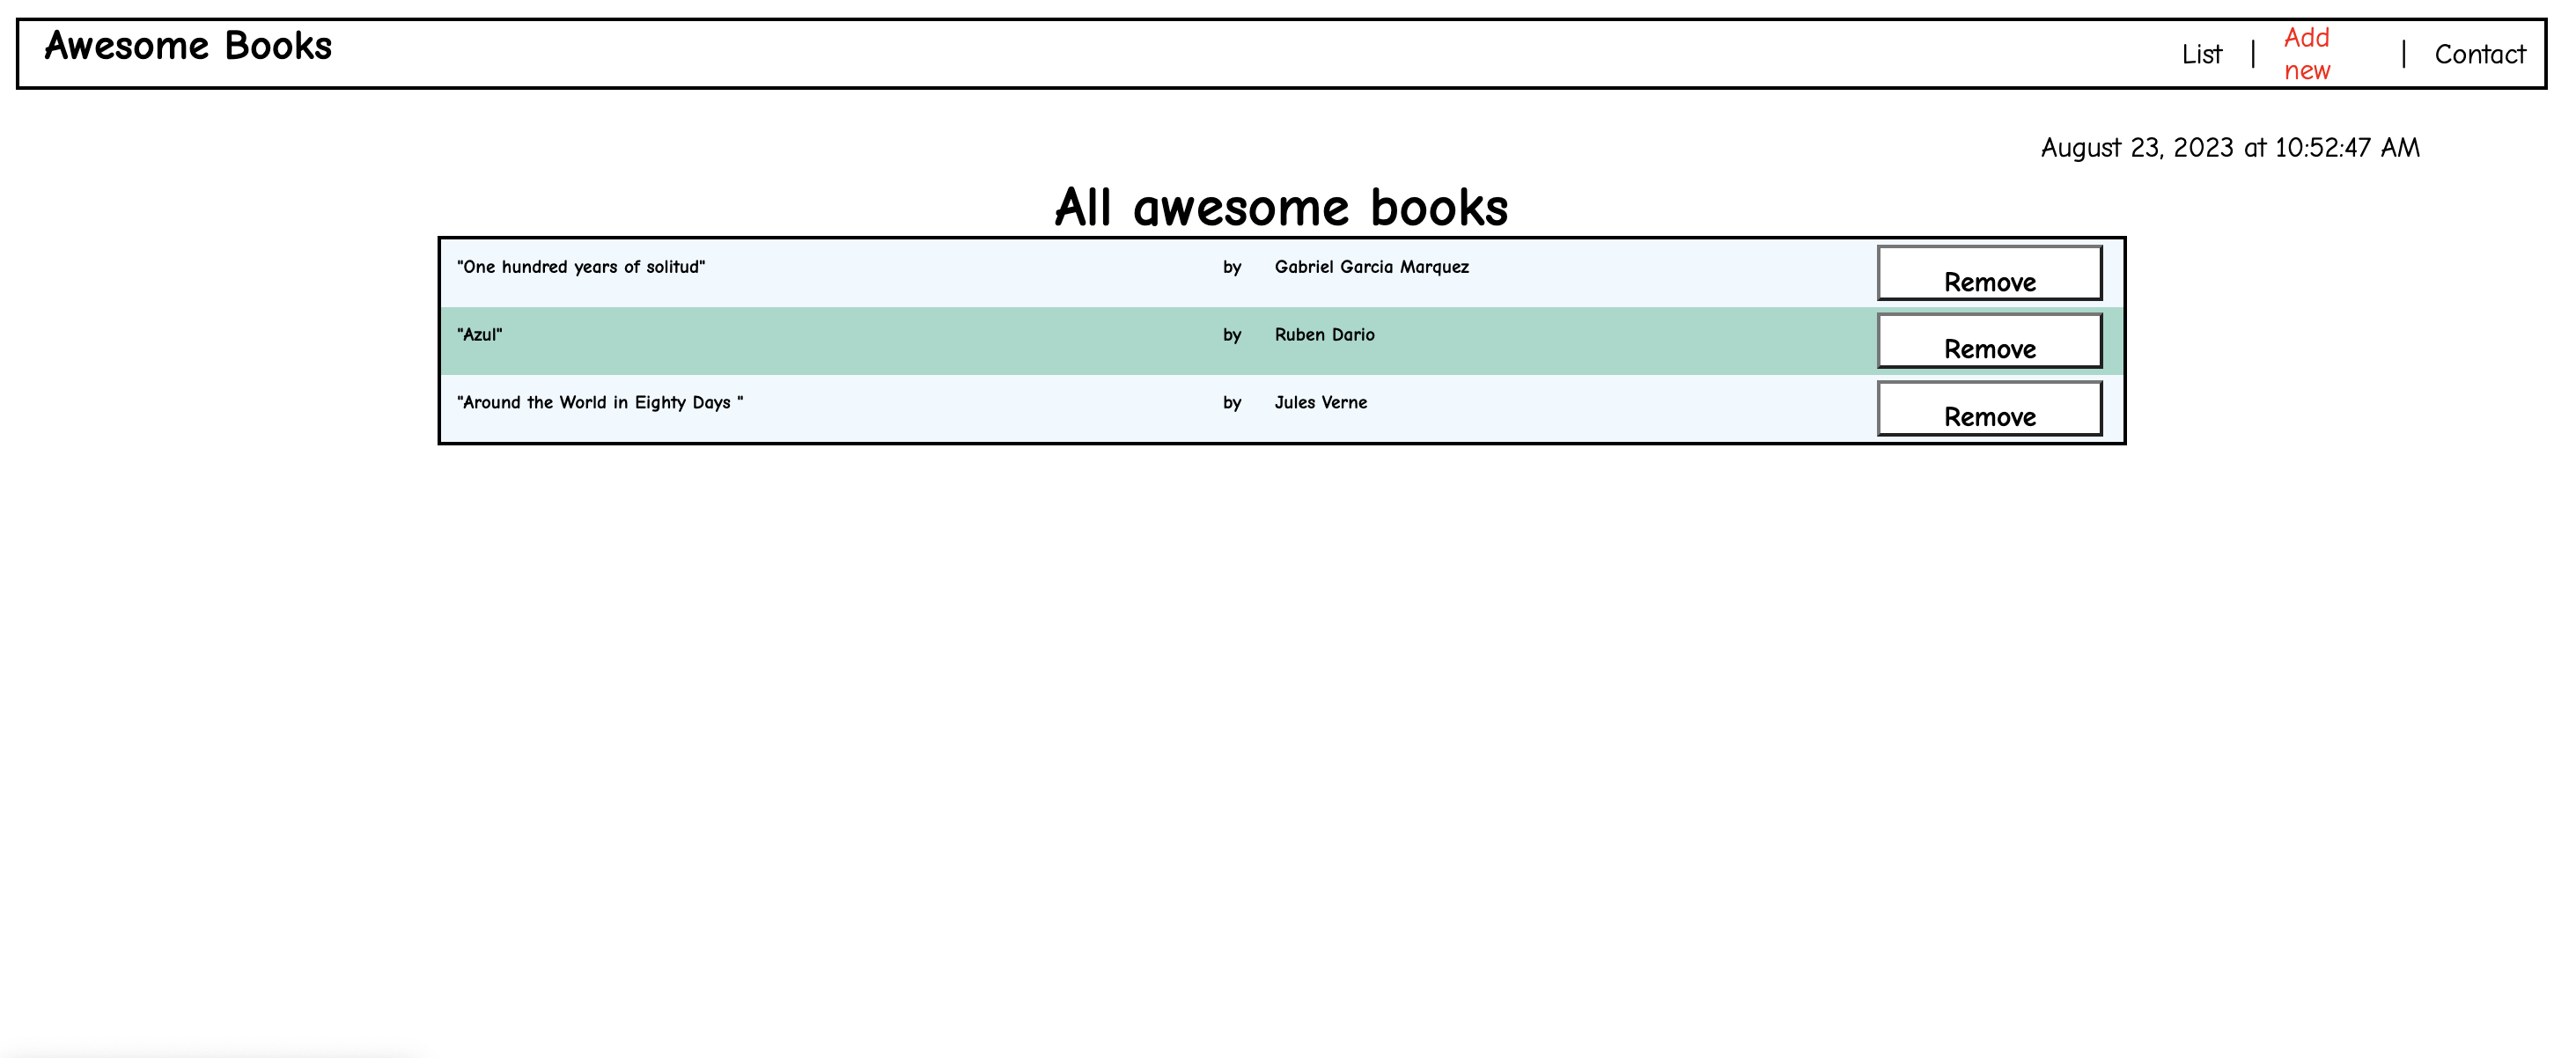 Awesome Books
List | Add new | Contact
August 23, 2023 at 10:52:47 AM
All awesome books
"One hundred years of solitud" by Gabriel Garcia Marquez Remove
"Azul" by Ruben Dario Remove
"Around the World in Eighty Days " by Jules Verne Remove